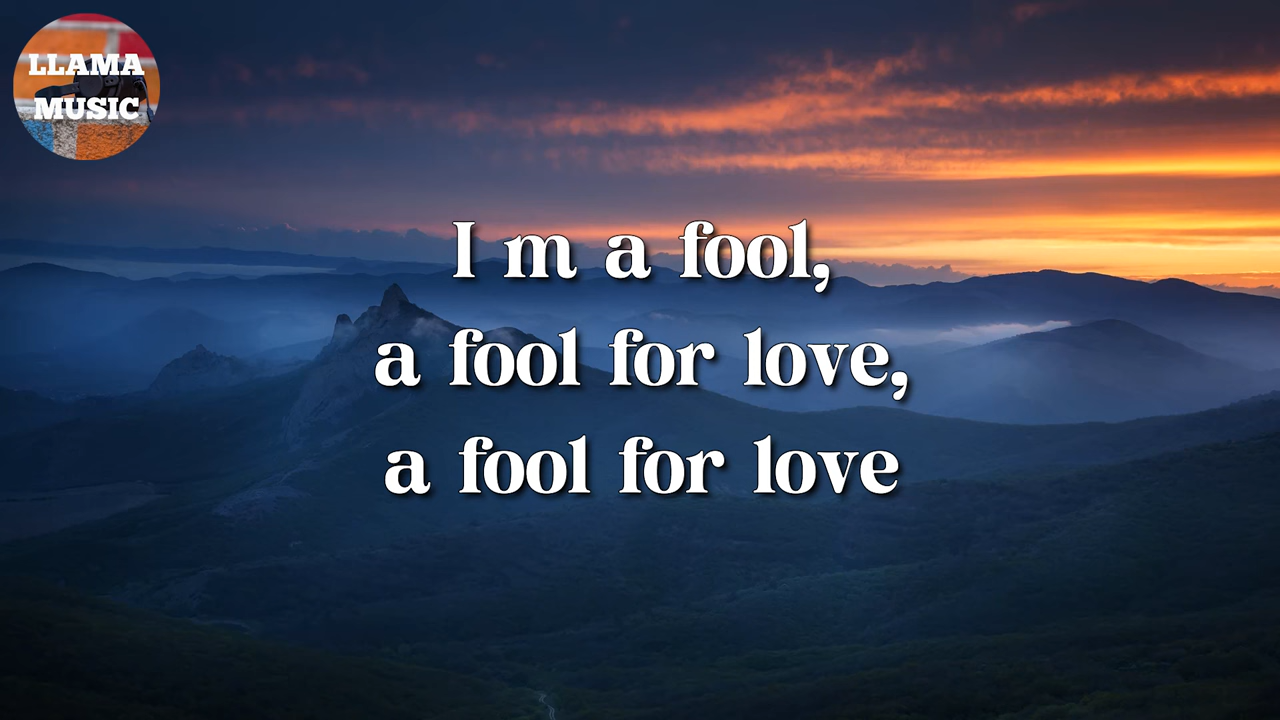 LLAMA
MUSIC
I m a fool,
a fool for love,
a fool for love